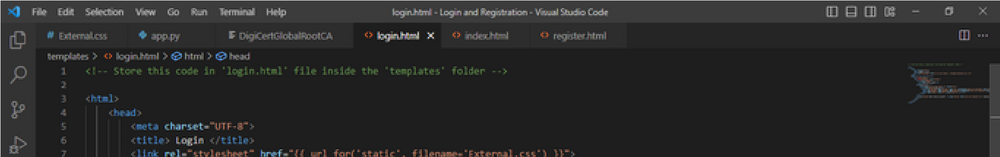 File Edit Selection View Go Run Terminal Help login.html - Login and Registration - Visual Studio Code
# External.css app.py DigiCertGlobalRootCA <> login.html X <> index.html <> register.html ...
templates > <> login.html > html > head
1 <!-- Store this code in 'login.html' file inside the 'templates' folder -->
2
3 <html>
4 <head>
5 <meta charset="UTF-8">
6 <title> Login </title>
7 <link rel="stylesheet" href="{{ url_for('static', filename='External.css') }}">